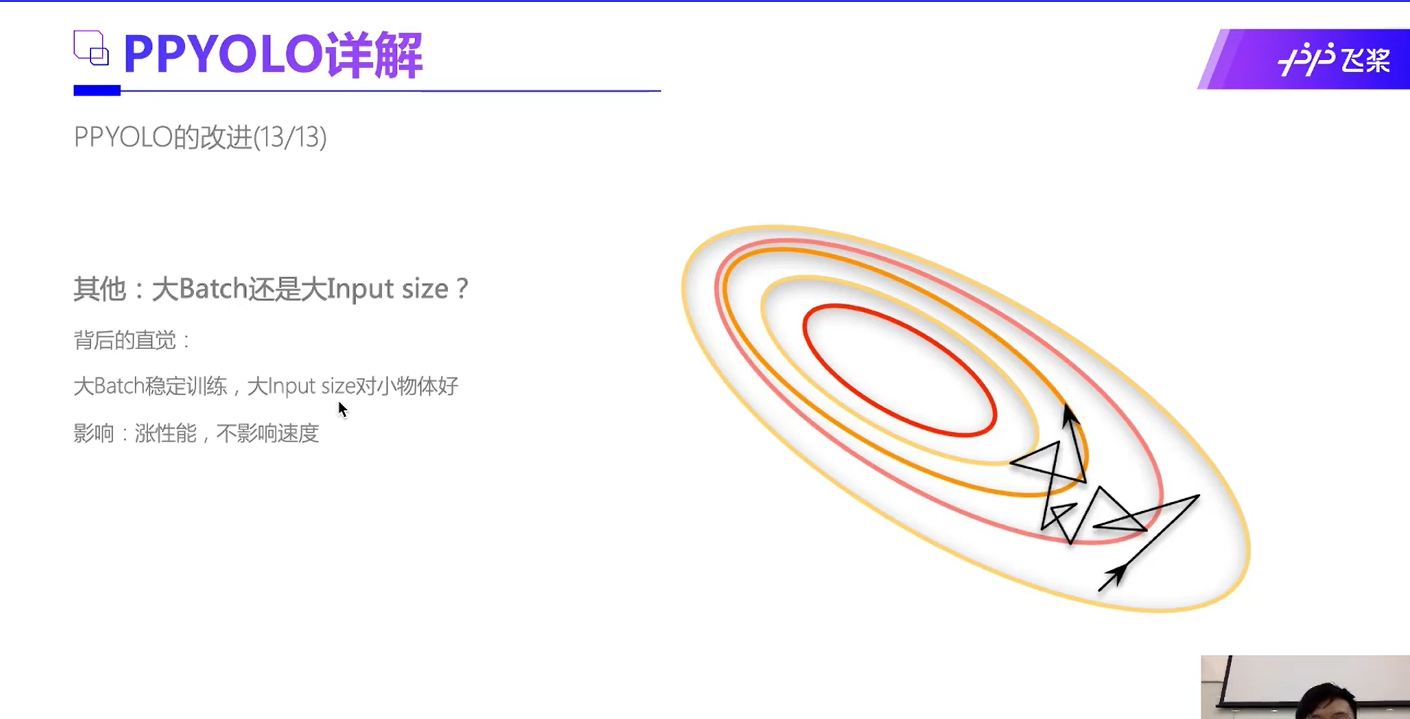 PPYOLO详解
飞桨
PPYOLO的改进(13/13)
其他：大Batch还是大Input size？
背后的直觉：
大Batch稳定训练，大Input size对小物体好
影响：涨性能，不影响速度